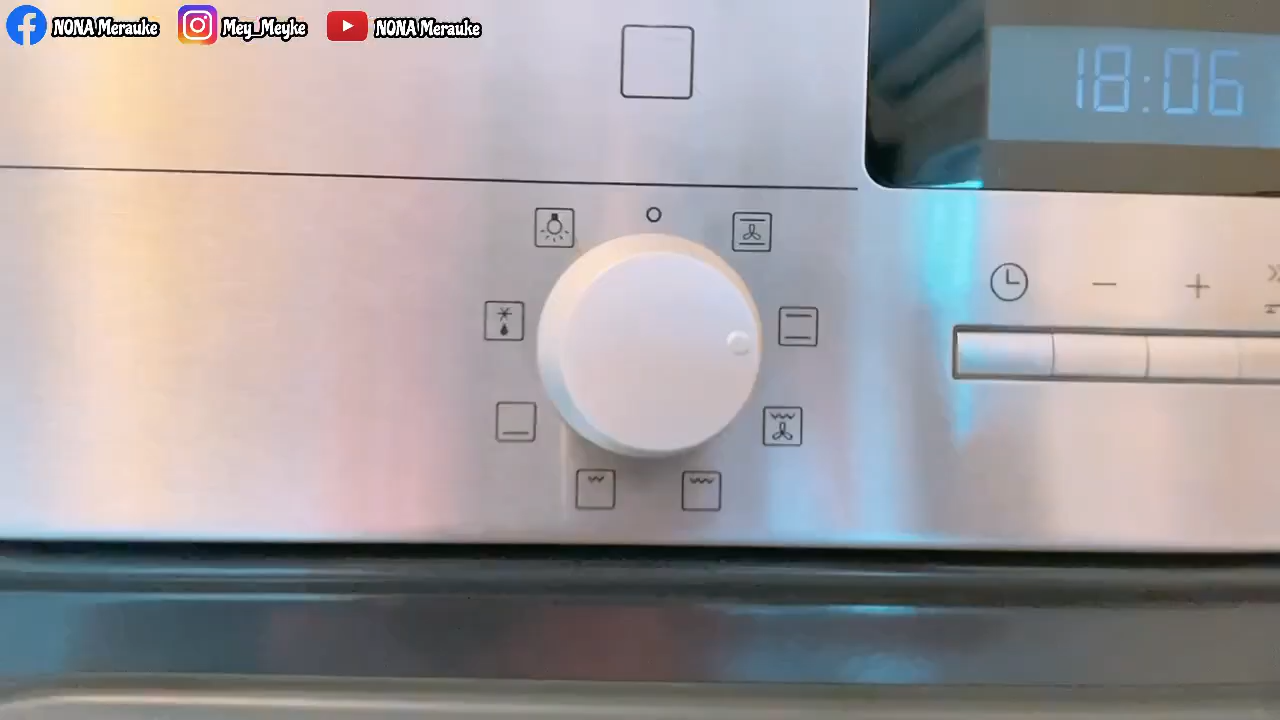 NONA Merauke
Mey_Meyke
NONA Merauke
18:06
− +